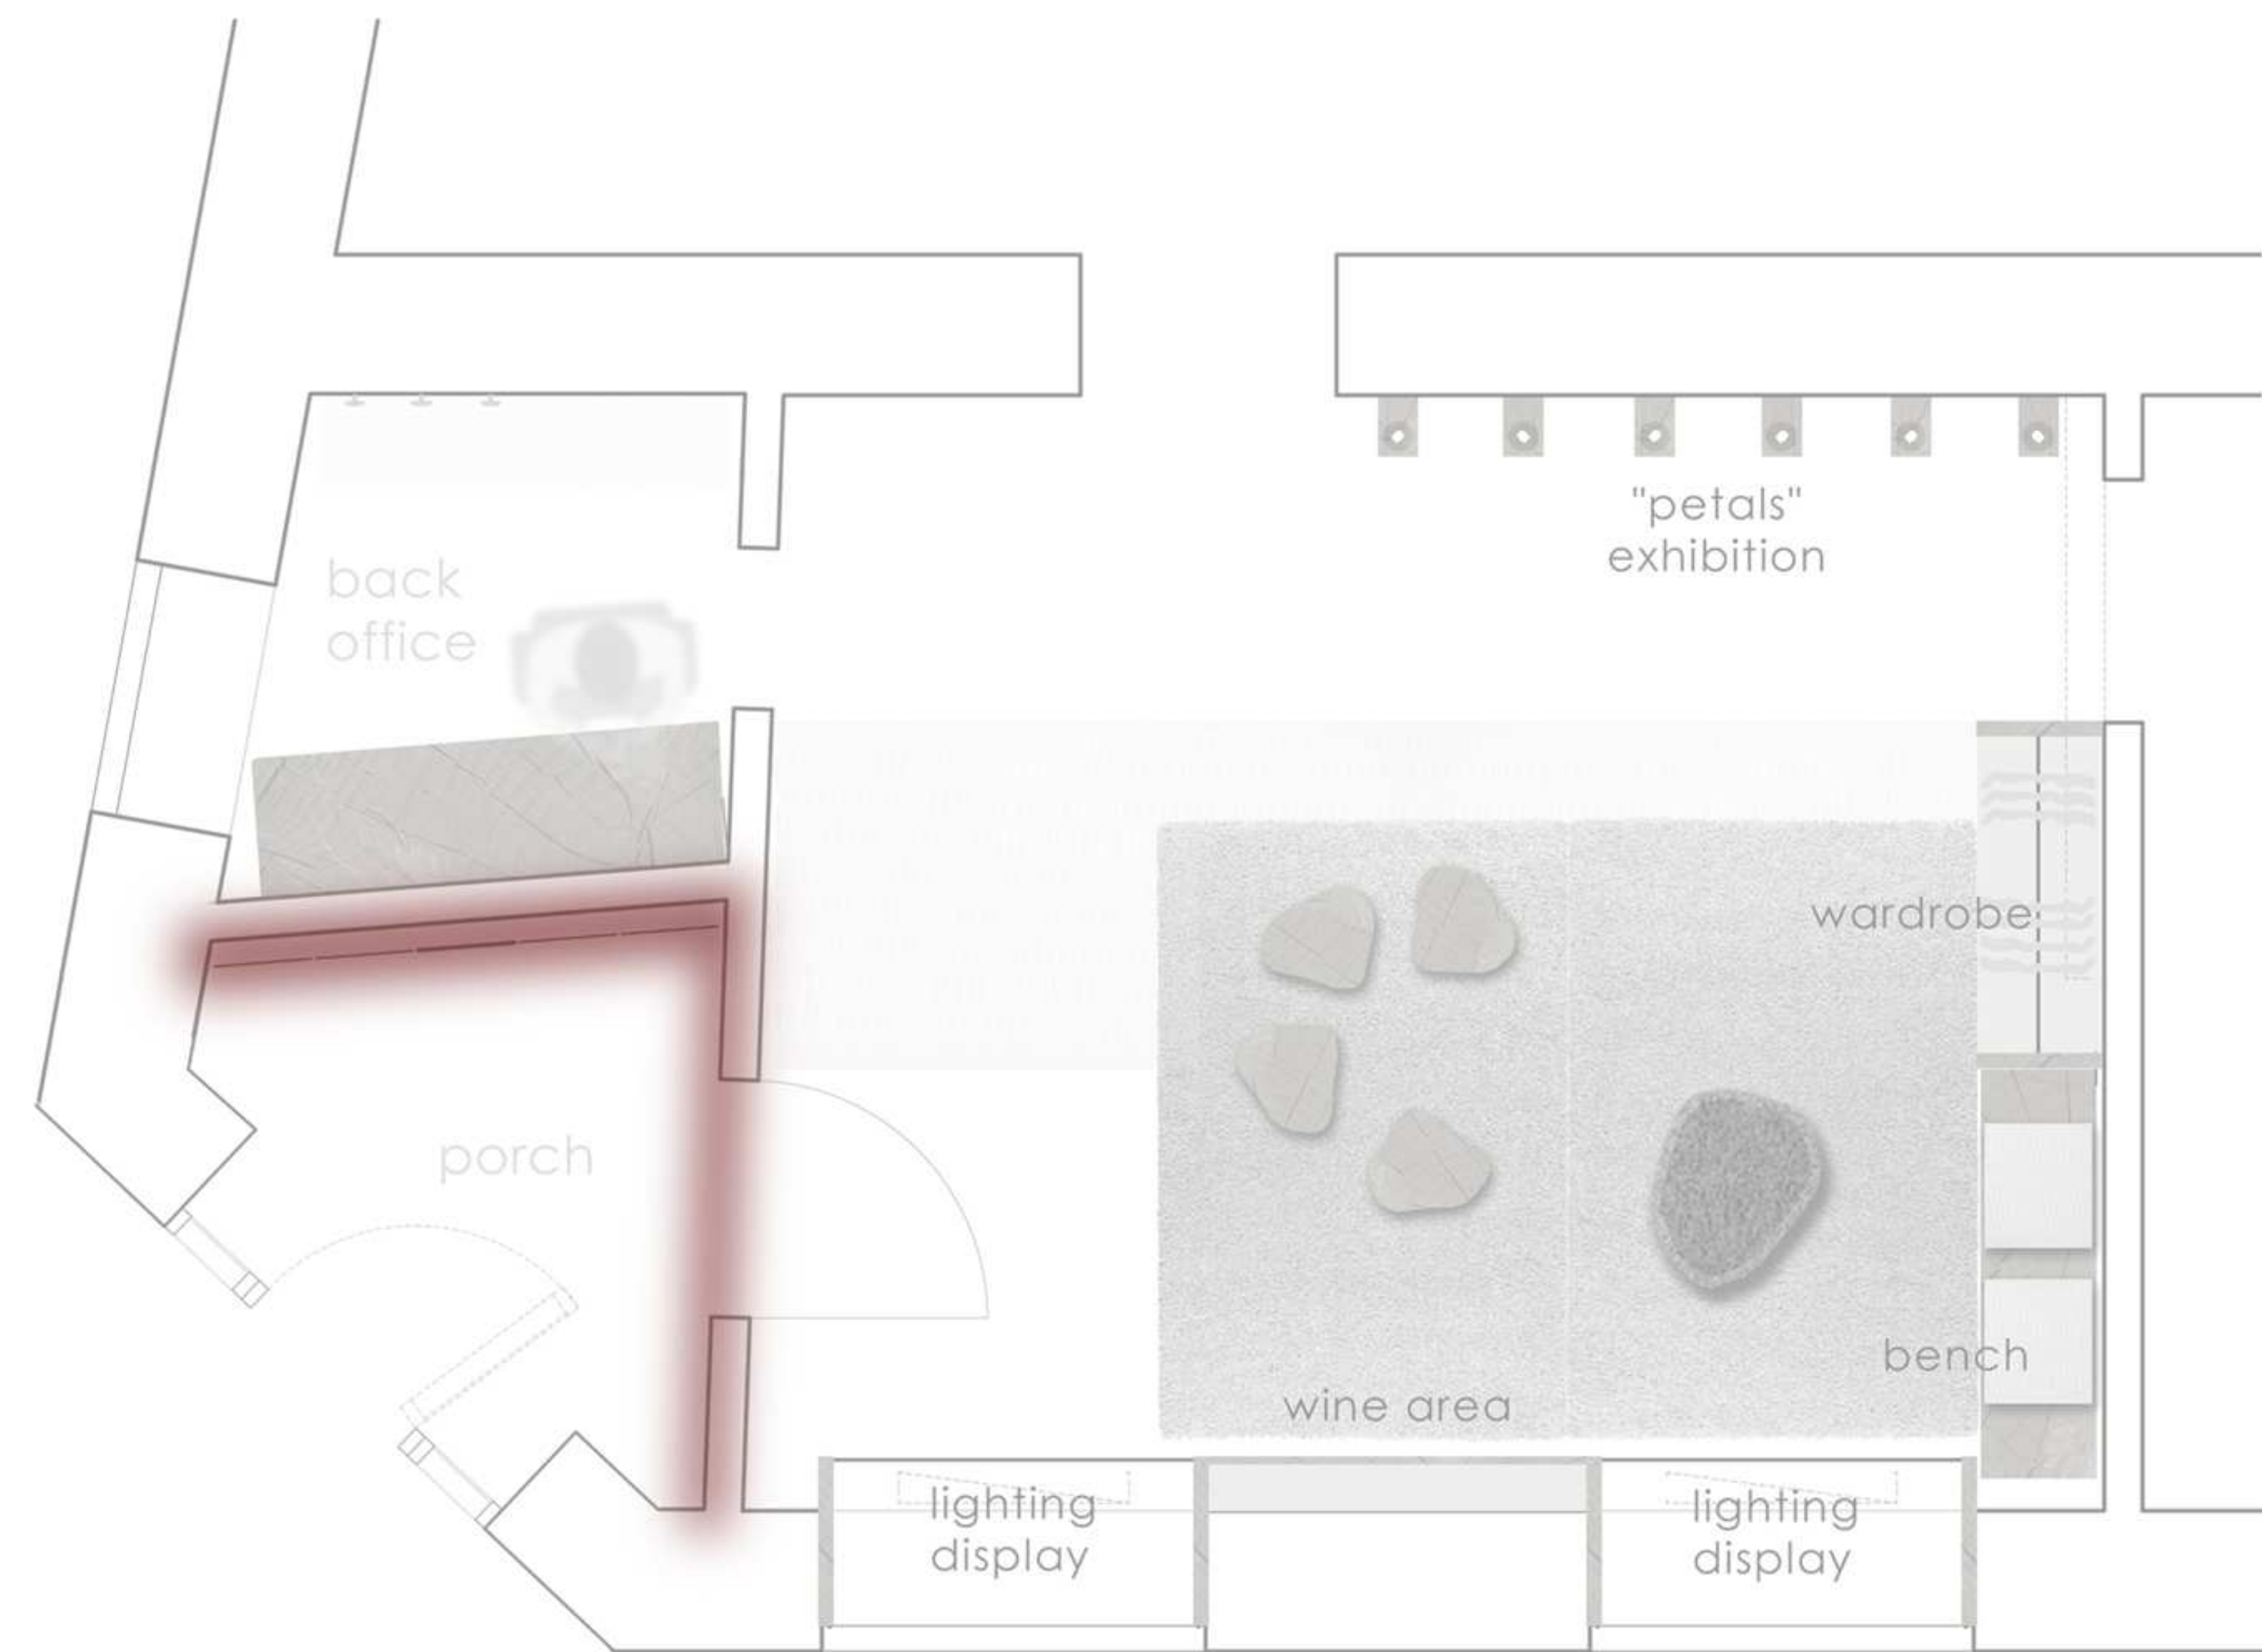 "petals"
exhibition
back
office
wardrobe
porch
bench
wine area
lighting
display
lighting
display